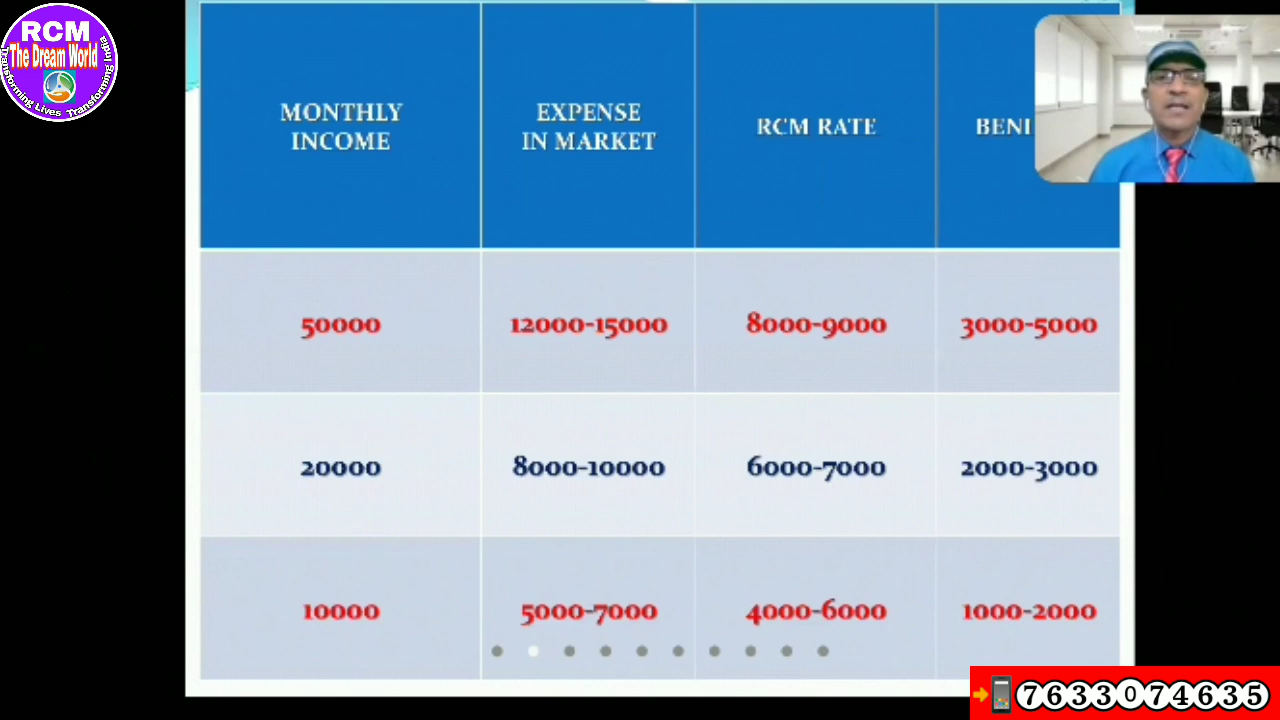 RCM
The Dream World
Transforming Lives Transforming India
MONTHLY
INCOME
EXPENSE
IN MARKET
RCM RATE
BENI
50000
12000-15000
8000-9000
3000-5000
20000
8000-10000
6000-7000
2000-3000
10000
5000-7000
4000-6000
1000-2000
7633074635